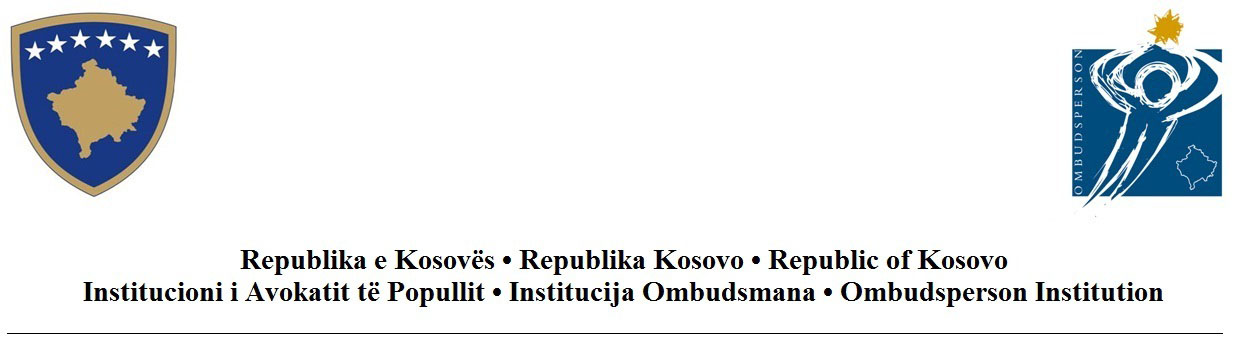 OMBUDSPERSON
Republika e Kosovës • Republika Kosovo • Republic of Kosovo
Institucioni i Avokatit të Popullit • Institucija Ombudsmana • Ombudsperson Institution